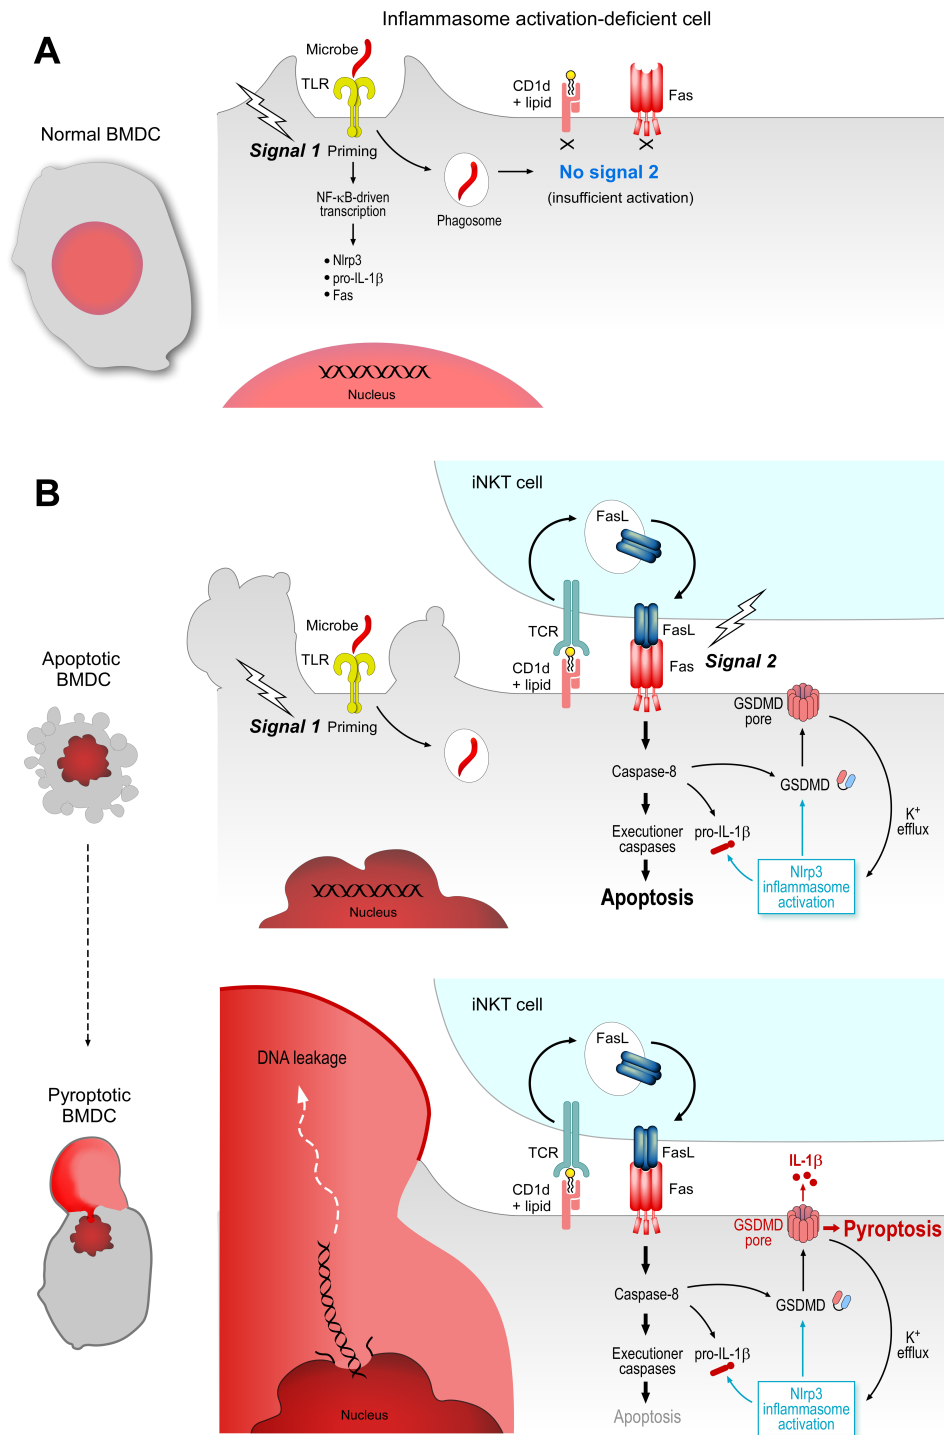 Inflammasome activation-deficient cell
A
Normal BMDC
Microbe
TLR
Signal 1 Priming
NF-κB-driven
transcription
• Nlrp3
• pro-IL-1β
• Fas
Phagosome
CD1d
+ lipid
Fas
X
X
No signal 2
(insufficient activation)
Nucleus
B
Apoptotic
BMDC
iNKT cell
FasL
Microbe
TLR
Signal 1 Priming
TCR
FasL
CD1d
+ lipid
Fas
Signal 2
GSDMD
pore
Caspase-8
GSDMD
K+
efflux
Executioner
caspases
pro-IL-1β
Nlrp3
inflammasome
activation
Apoptosis
Nucleus
Pyroptotic
BMDC
DNA leakage
iNKT cell
FasL
TCR
FasL
CD1d
+ lipid
Fas
IL-1β
GSDMD
pore
Pyroptosis
Caspase-8
GSDMD
K+
efflux
Executioner
caspases
pro-IL-1β
Nlrp3
inflammasome
activation
Apoptosis
Nucleus